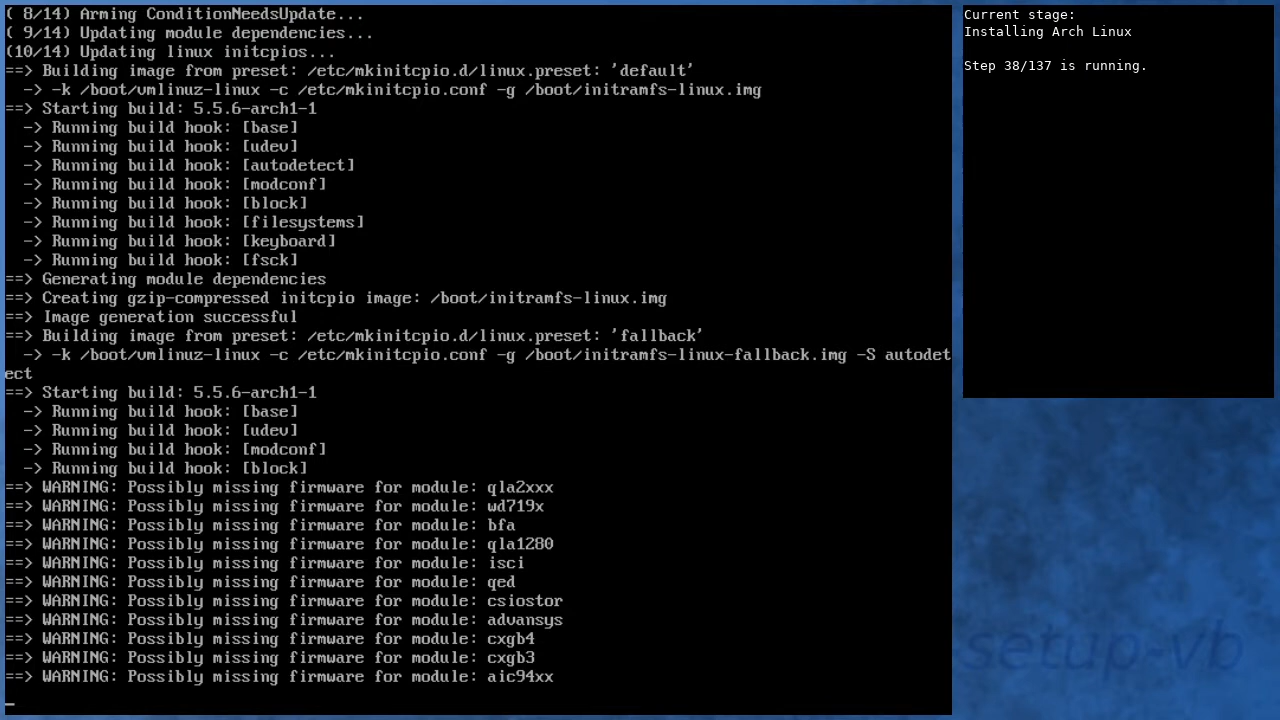 ( 8/14) Arming ConditionNeedsUpdate...
( 9/14) Updating module dependencies...
(10/14) Updating linux initcpios...
==> Building image from preset: /etc/mkinitcpio.d/linux.preset: 'default'
  -> -k /boot/vmlinuz-linux -c /etc/mkinitcpio.conf -g /boot/initramfs-linux.img
==> Starting build: 5.5.6-arch1-1
  -> Running build hook: [base]
  -> Running build hook: [udev]
  -> Running build hook: [autodetect]
  -> Running build hook: [modconf]
  -> Running build hook: [block]
  -> Running build hook: [filesystems]
  -> Running build hook: [keyboard]
  -> Running build hook: [fsck]
==> Generating module dependencies
==> Creating gzip-compressed initcpio image: /boot/initramfs-linux.img
==> Image generation successful
==> Building image from preset: /etc/mkinitcpio.d/linux.preset: 'fallback'
  -> -k /boot/vmlinuz-linux -c /etc/mkinitcpio.conf -g /boot/initramfs-linux-fallback.img -S autodet
ect
==> Starting build: 5.5.6-arch1-1
  -> Running build hook: [base]
  -> Running build hook: [udev]
  -> Running build hook: [modconf]
  -> Running build hook: [block]
==> WARNING: Possibly missing firmware for module: qla2xxx
==> WARNING: Possibly missing firmware for module: wd719x
==> WARNING: Possibly missing firmware for module: bfa
==> WARNING: Possibly missing firmware for module: qla1280
==> WARNING: Possibly missing firmware for module: isci
==> WARNING: Possibly missing firmware for module: qed
==> WARNING: Possibly missing firmware for module: csiostor
==> WARNING: Possibly missing firmware for module: advansys
==> WARNING: Possibly missing firmware for module: cxgb4
==> WARNING: Possibly missing firmware for module: cxgb3
==> WARNING: Possibly missing firmware for module: aic94xx
_
Current stage:
Installing Arch Linux
Step 38/137 is running.
setup-vb